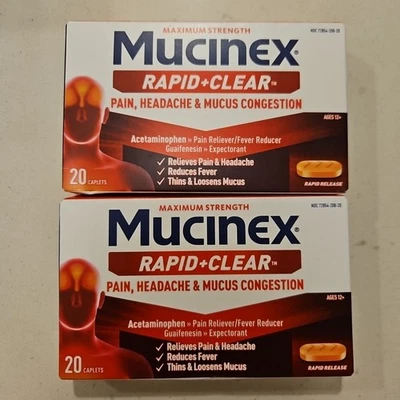 MAXIMUM STRENGTH
MUCINEX®
RAPID+CLEAR™
PAIN, HEADACHE & MUCUS CONGESTION
AGES 12+
Acetaminophen » Pain Reliever/Fever Reducer
Guaifenesin » Expectorant
✓ Relieves Pain & Headache
✓ Reduces Fever
✓ Thins & Loosens Mucus
20 CAPLETS
RAPID RELEASE
MAXIMUM STRENGTH
MUCINEX®
RAPID+CLEAR™
PAIN, HEADACHE & MUCUS CONGESTION
AGES 12+
Acetaminophen » Pain Reliever/Fever Reducer
Guaifenesin » Expectorant
✓ Relieves Pain & Headache
✓ Reduces Fever
✓ Thins & Loosens Mucus
20 CAPLETS
RAPID RELEASE